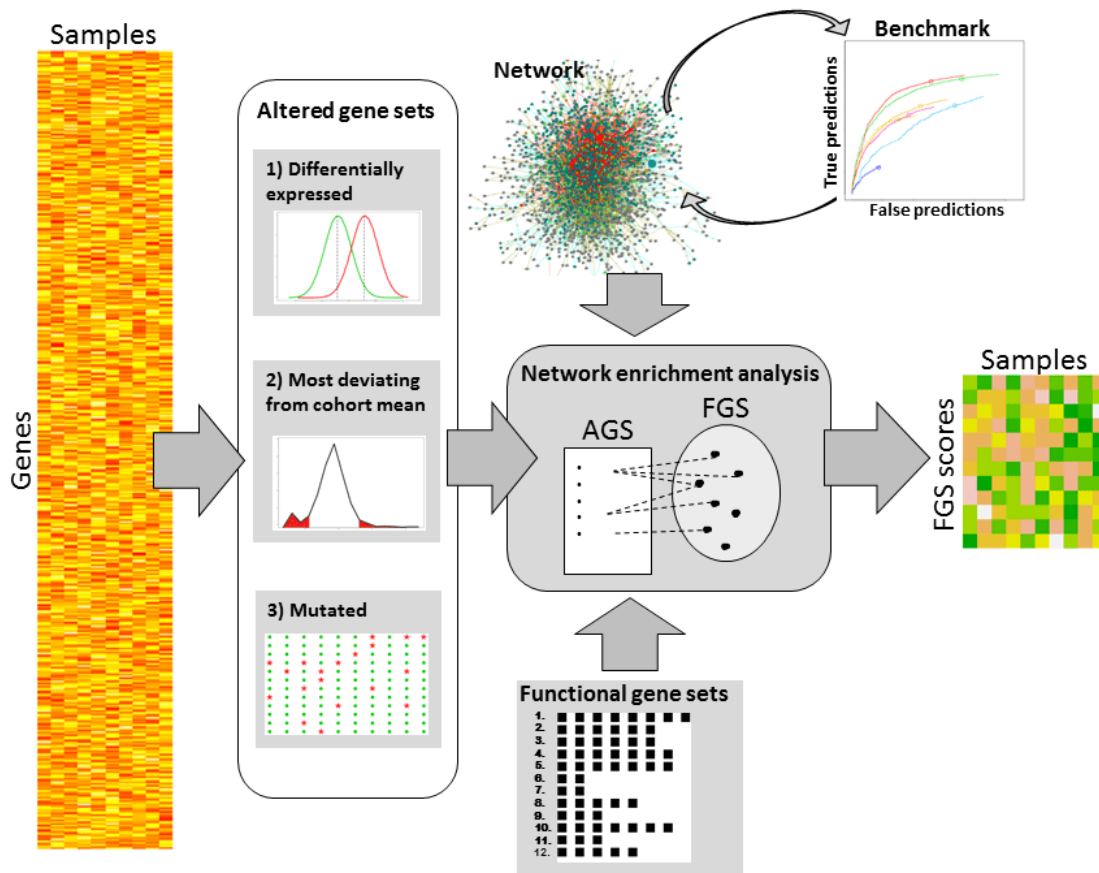 Samples
Genes
Altered gene sets
1) Differentially
expressed
2) Most deviating
from cohort mean
3) Mutated
Network
Benchmark
True predictions
False predictions
Network enrichment analysis
AGS
FGS
Functional gene sets
1.
2.
3.
4.
5.
6.
7.
8.
9.
10.
11.
12.
Samples
FGS scores